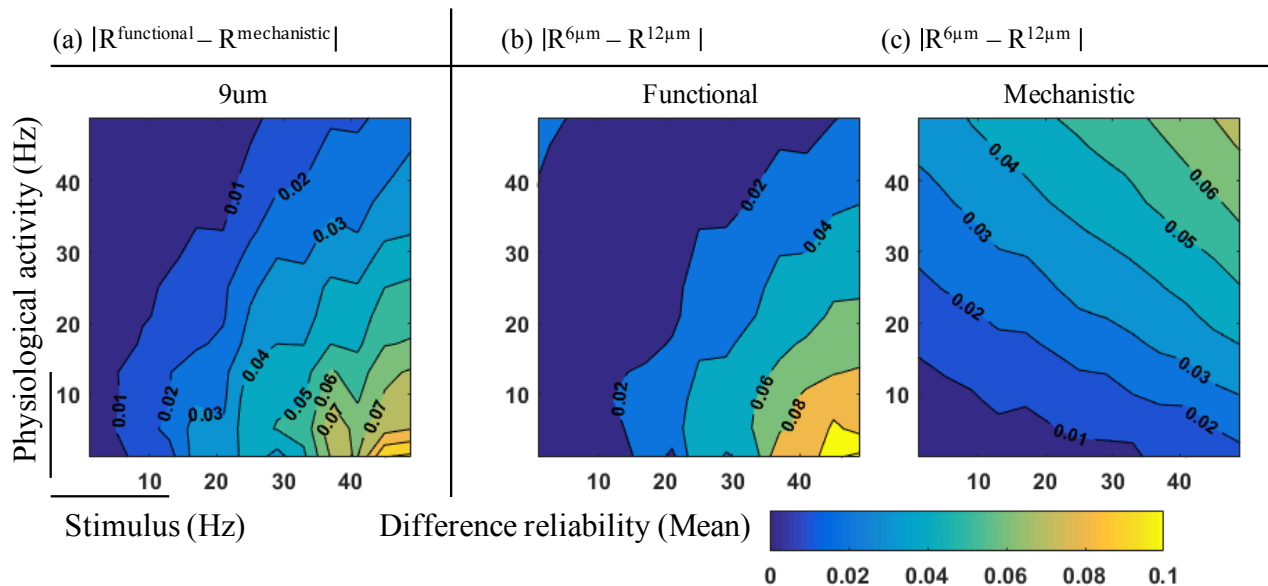 (a) |R^functional – R^mechanistic|
(b) |R^6µm – R^12µm |
(c) |R^6µm – R^12µm |
9um
Functional
Mechanistic
Physiological activity (Hz)
40
30
20
10
0.01
0.02
0.03
0.04
0.05
0.06
0.07
0.07
0.03
0.02
0.01
10 20 30 40
40
30
20
10
0.02
0.04
0.06
0.08
0.02
10 20 30 40
40
30
20
10
0.04
0.06
0.05
0.03
0.02
0.03
0.02
0.01
10 20 30 40
Stimulus (Hz)
Difference reliability (Mean)
0 0.02 0.04 0.06 0.08 0.1